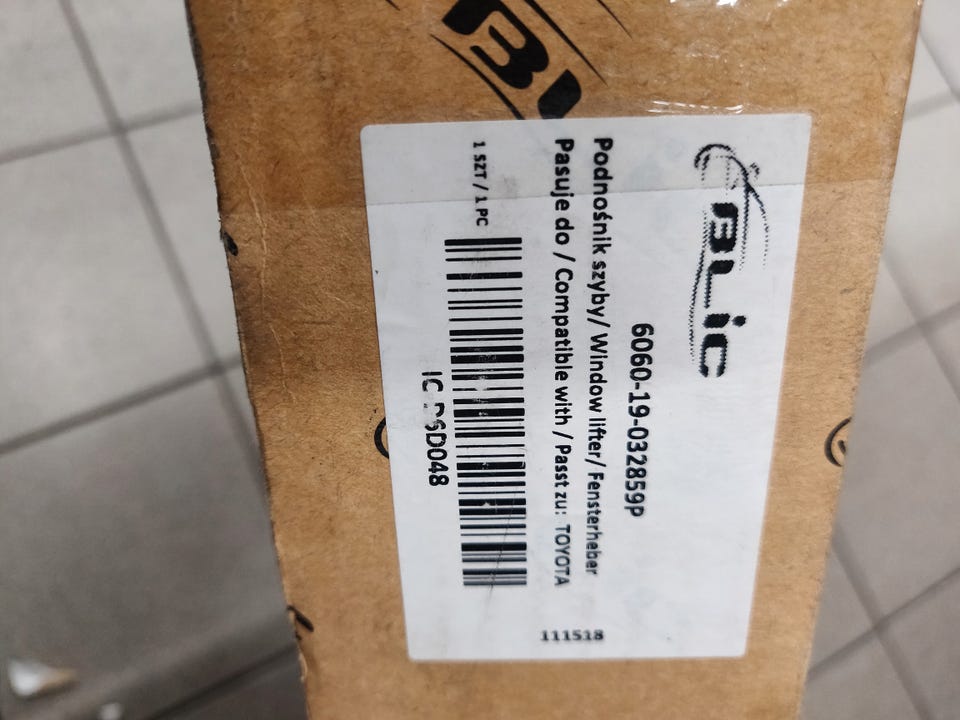 BLIC
6060-19-032859P
Podnośnik szyby/ Window lifter/ Fensterheber
Pasuje do / Compatible with / Passt zu: TOYOTA
1 SZT / 1 PC
111518